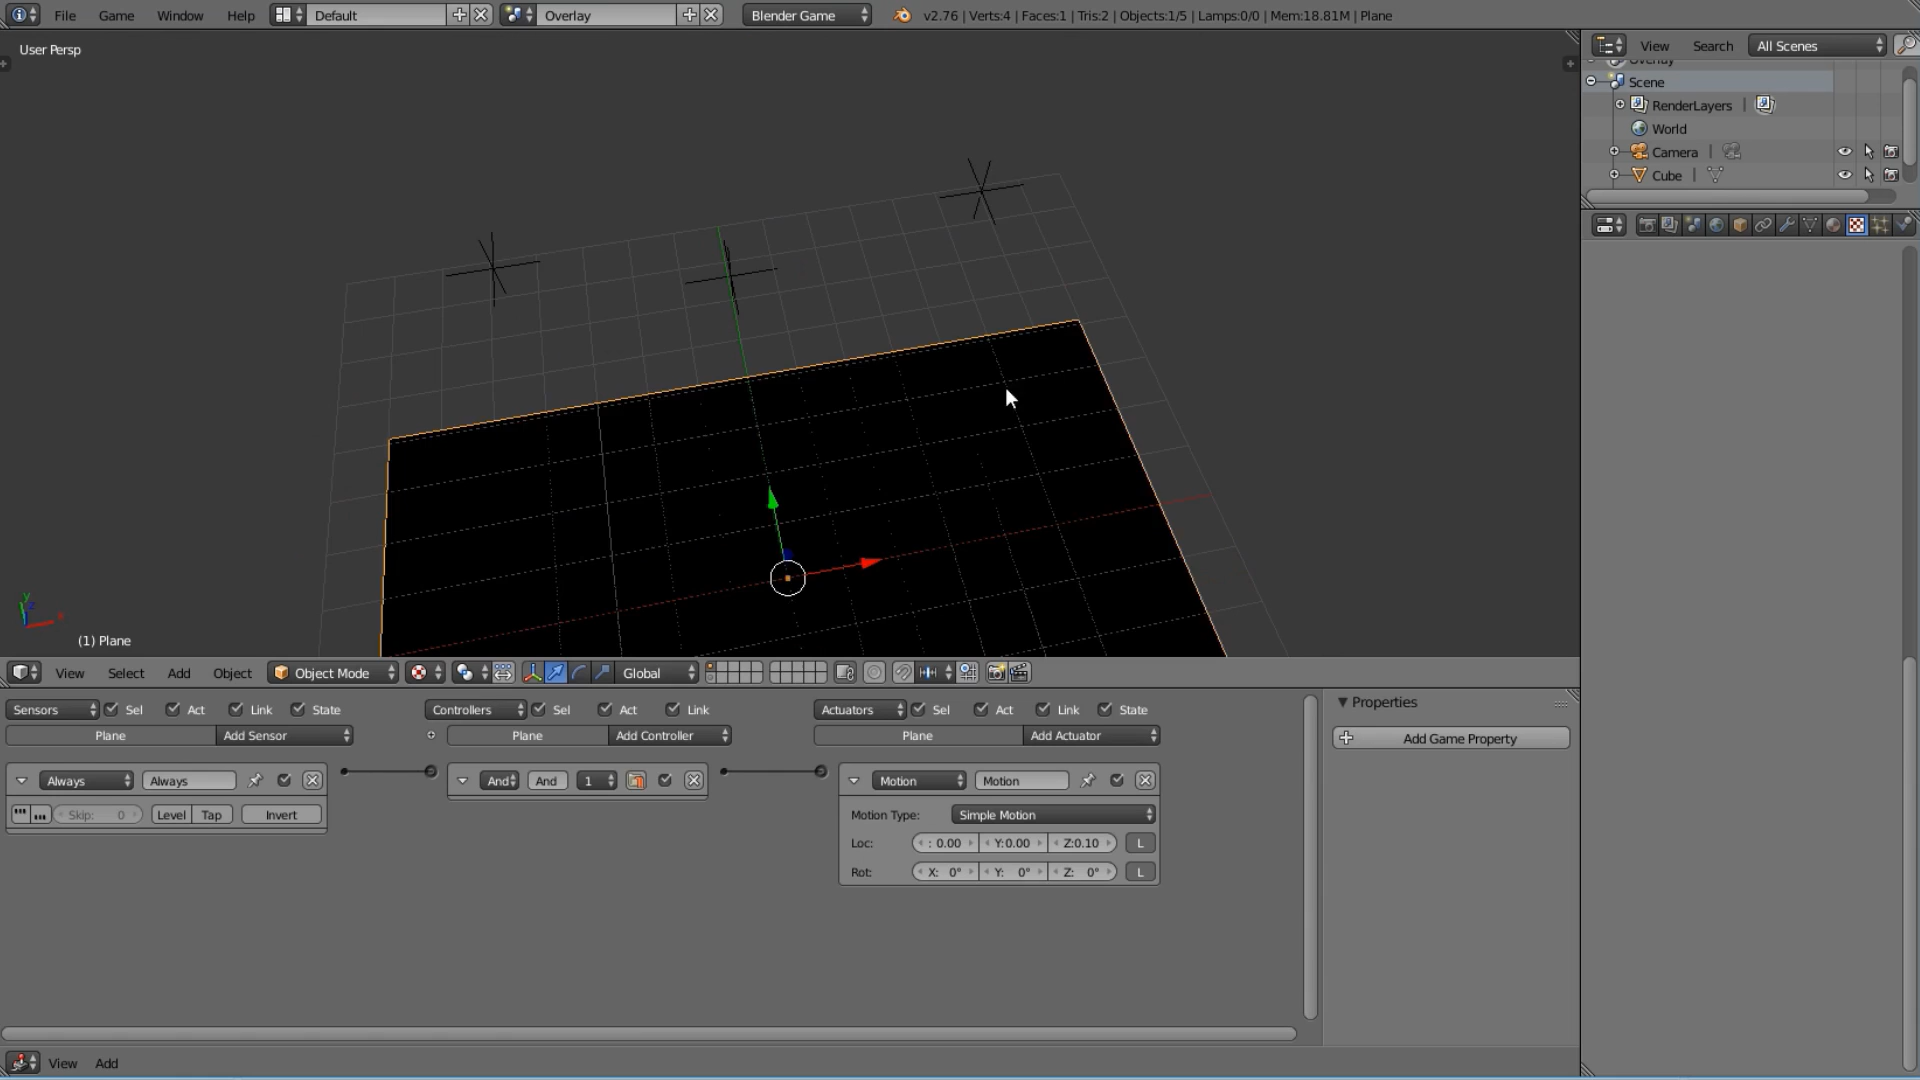 File Game Window Help Default Overlay Blender Game v2.76 | Verts:4 | Faces:1 | Tris:2 | Objects:1/5 | Lamps:0/0 | Mem:18.81M | Plane
User Persp
View Search All Scenes
Overlay
Scene
RenderLayers |
World
Camera |
Cube |
y
z
x
(1) Plane
View Select Add Object Object Mode Global
Sensors Sel Act Link State Controllers Sel Act Link Actuators Sel Act Link State
Plane Add Sensor Plane Add Controller Plane Add Actuator
Properties
Add Game Property
Always Always And And 1 Motion Motion
Skip: 0 Level Tap Invert
Motion Type: Simple Motion
Loc: : 0.00 Y:0.00 Z:0.10 L
Rot: X: 0° Y: 0° Z: 0° L
View Add